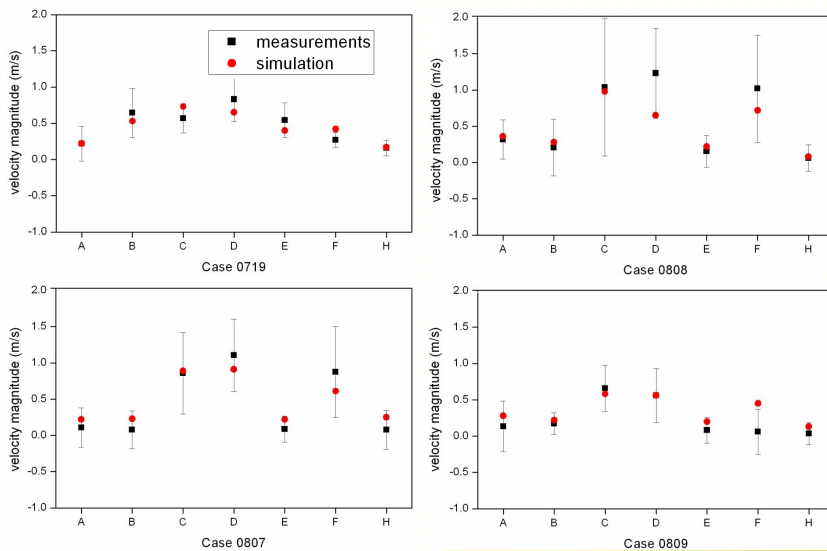 velocity magnitude (m/s)
2.0
1.5
1.0
0.5
0.0
-0.5
-1.0
measurements
simulation
A B C D E F H
Case 0719
velocity magnitude (m/s)
2.0
1.5
1.0
0.5
0.0
-0.5
-1.0
A B C D E F H
Case 0808
velocity magnitude (m/s)
2.0
1.5
1.0
0.5
0.0
-0.5
-1.0
A B C D E F H
Case 0807
velocity magnitude (m/s)
2.0
1.5
1.0
0.5
0.0
-0.5
-1.0
A B C D E F H
Case 0809